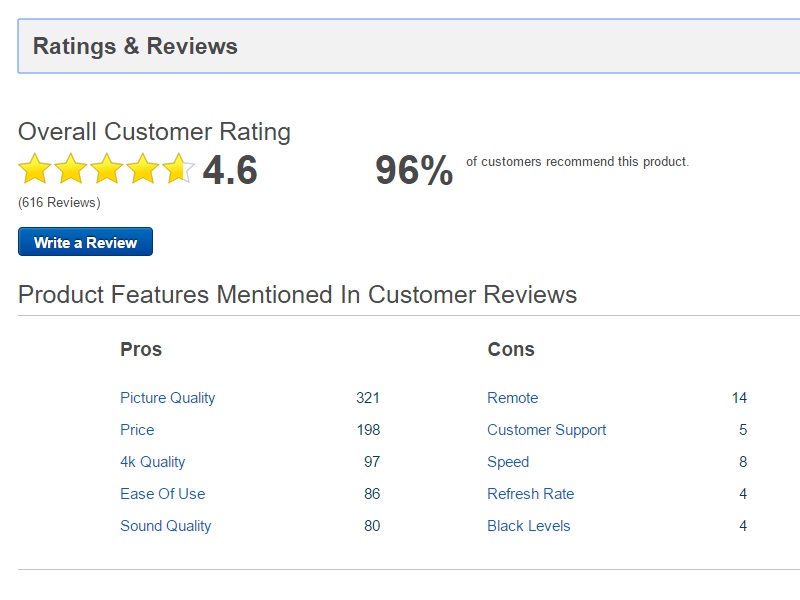 Ratings & Reviews
Overall Customer Rating
4.6
96% of customers recommend this product.
(616 Reviews)
Write a Review
Product Features Mentioned In Customer Reviews
Pros Cons
Picture Quality 321 Remote 14
Price 198 Customer Support 5
4k Quality 97 Speed 8
Ease Of Use 86 Refresh Rate 4
Sound Quality 80 Black Levels 4